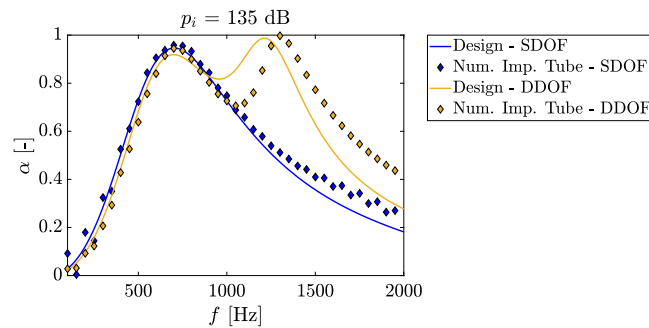 p_i = 135 dB
1
0.8
0.6
0.4
0.2
0
α [-]
500
1000
1500
2000
f [Hz]
Design - SDOF
Num. Imp. Tube - SDOF
Design - DDOF
Num. Imp. Tube - DDOF